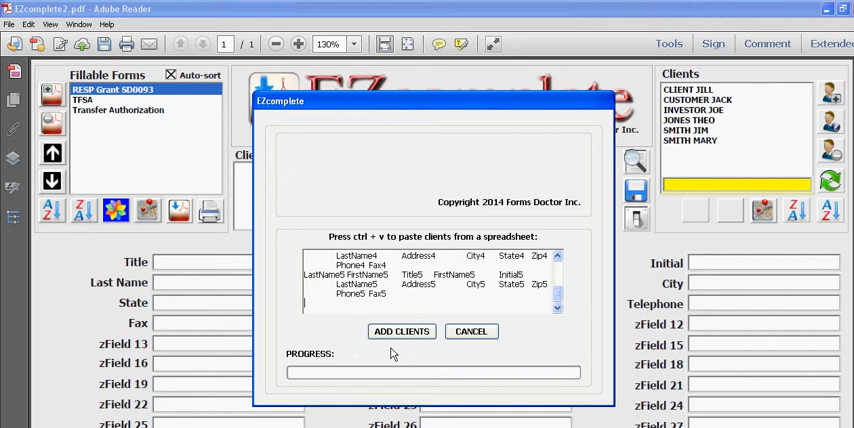 EZcomplete2.pdf - Adobe Reader
File Edit View Window Help
1 / 1 130% Tools Sign Comment Extended
Fillable Forms Auto-sort
RESP Grant SD0093
TFSA
Transfer Authorization
EZcomplete
Clients
CLIENT JILL
CUSTOMER JACK
INVESTOR JOE
JONES THEO
SMITH JIM
SMITH MARY
EZcomplete
Copyright 2014 Forms Doctor Inc.
Press ctrl + v to paste clients from a spreadsheet:
LastName4 Address4 City4 State4 Zip4
Phone4 Fax4
LastName5 FirstName5 Title5 FirstName5 Initial5
LastName5 Address5 City5 State5 Zip5
Phone5 Fax5
ADD CLIENTS CANCEL
PROGRESS:
Title
Last Name
State
Fax
zField 13
zField 16
zField 19
zField 22
zField 25
Initial
City
Telephone
zField 12
zField 15
zField 18
zField 21
zField 24
zField 27